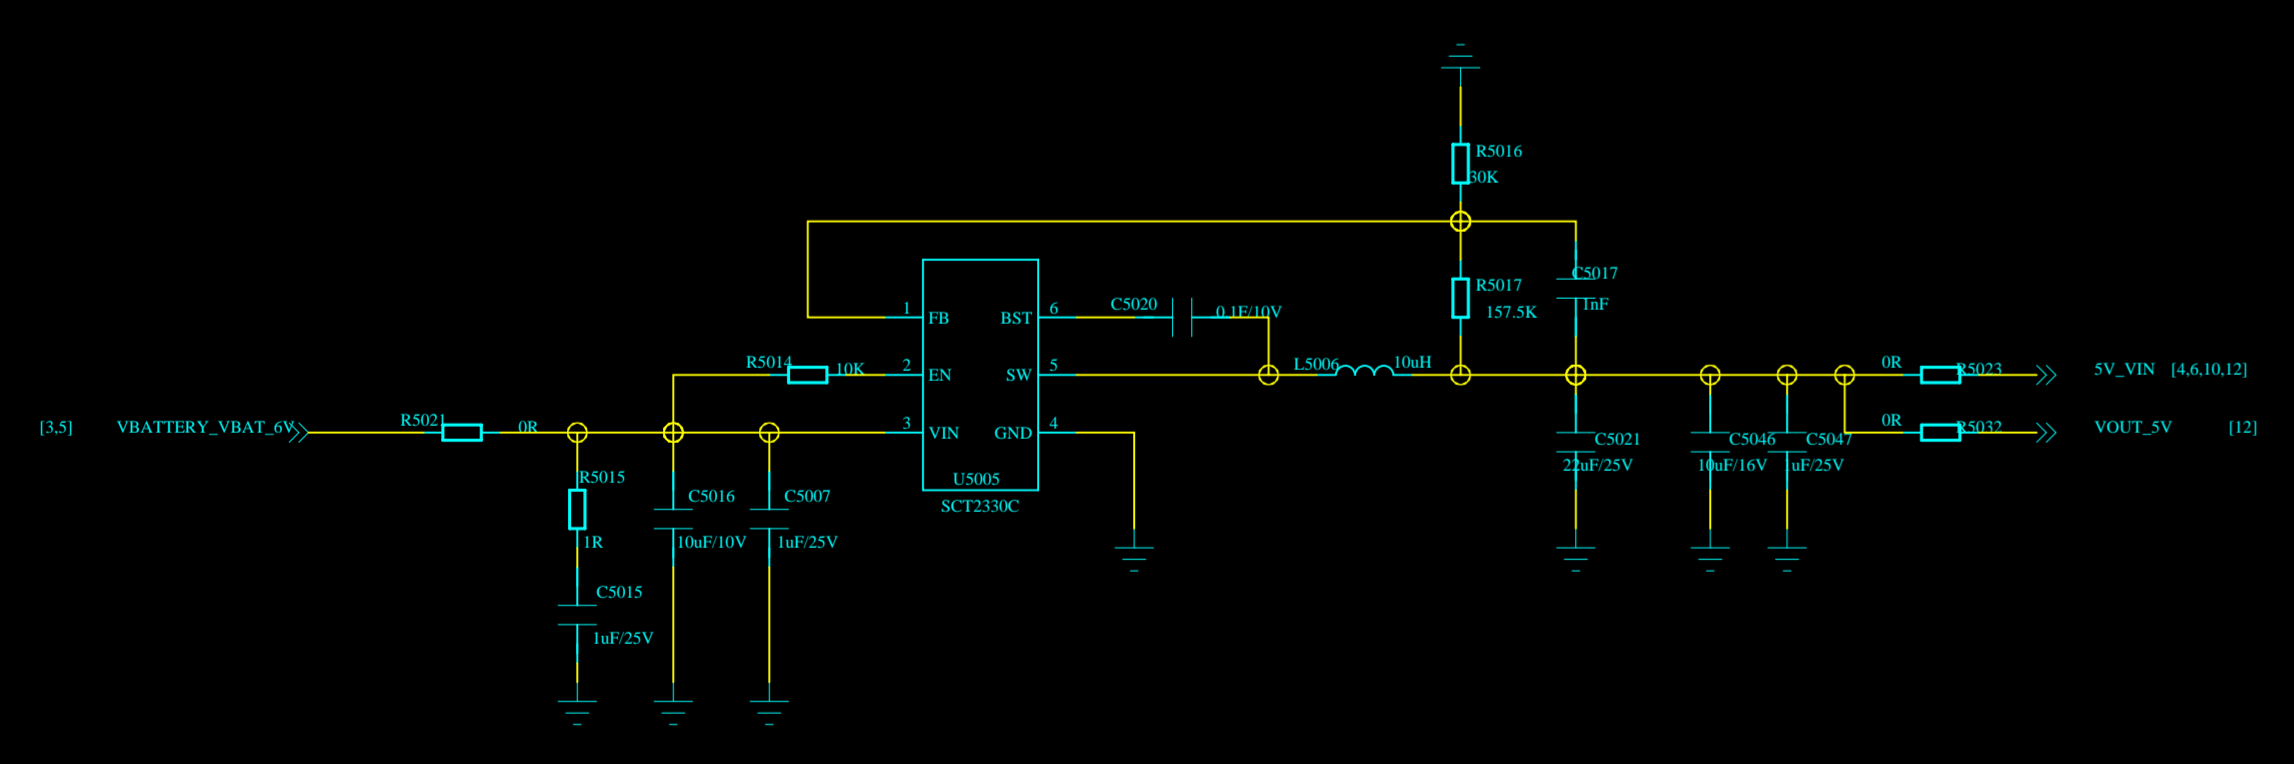 R5016
30K
R5017
157.5K
C5017
1nF
1
FB
BST
6
C5020
0.1F/10V
R5014
10K
2
EN
SW
5
L5006
10uH
0R
R5023
5V_VIN
[4,6,10,12]
[3,5]
VBATTERY_VBAT_6V
R5021
0R
3
VIN
GND
4
0R
R5032
VOUT_5V
[12]
U5005
SCT2330C
R5015
1R
C5016
10uF/10V
C5007
1uF/25V
C5021
22uF/25V
C5046
10uF/16V
C5047
1uF/25V
C5015
1uF/25V